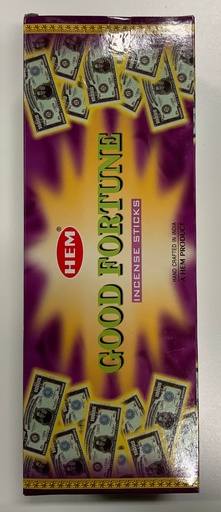 HEM
®
GOOD FORTUNE
INCENSE STICKS
HAND CRAFTED IN INDIA
A HEM PRODUCT